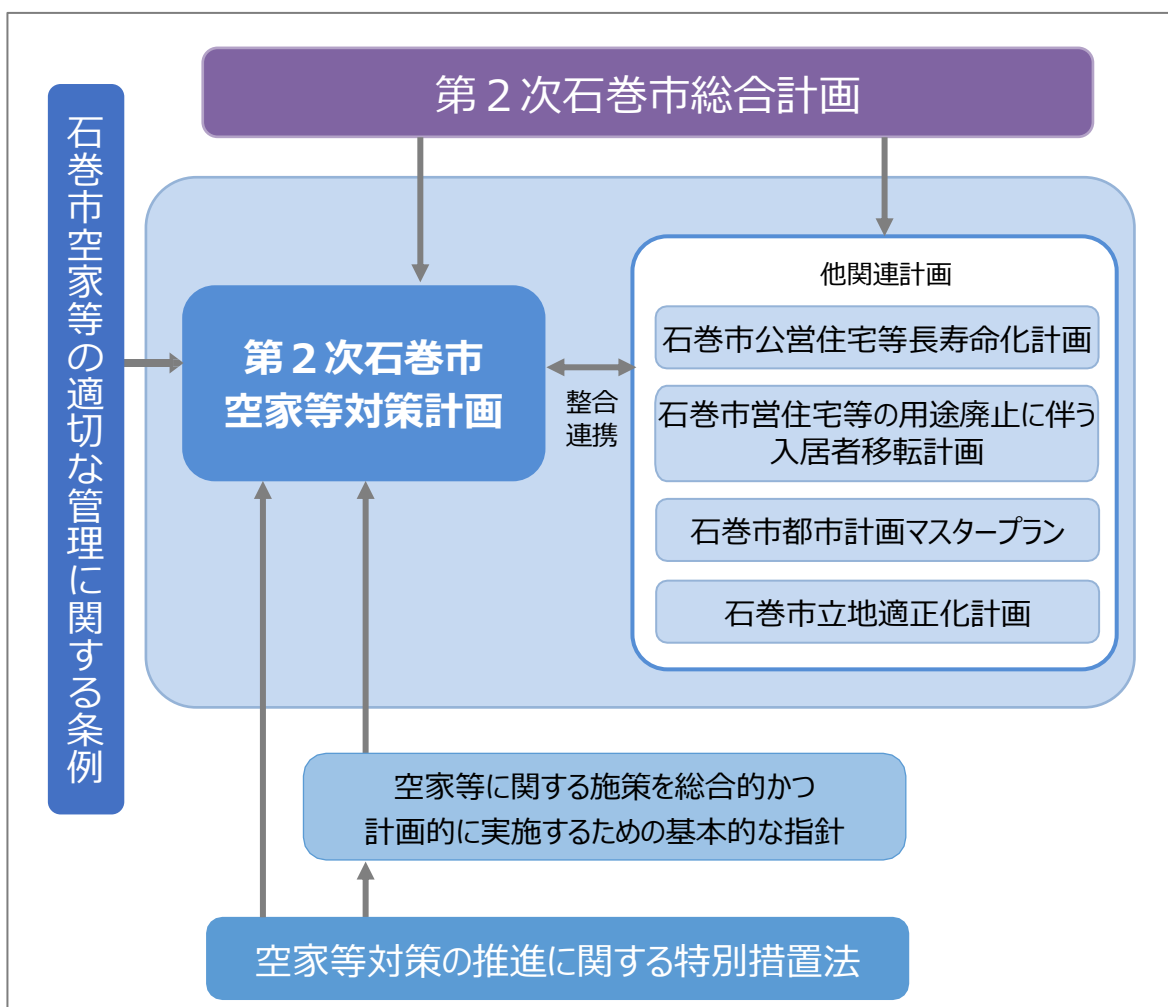 第２次石巻市総合計画
石巻市空家等の適切な管理に関する条例
第２次石巻市
空家等対策計画
整合
連携
他関連計画
石巻市公営住宅等長寿命化計画
石巻市営住宅等の用途廃止に伴う
入居者移転計画
石巻市都市計画マスタープラン
石巻市立地適正化計画
空家等に関する施策を総合的かつ
計画的に実施するための基本的な指針
空家等対策の推進に関する特別措置法